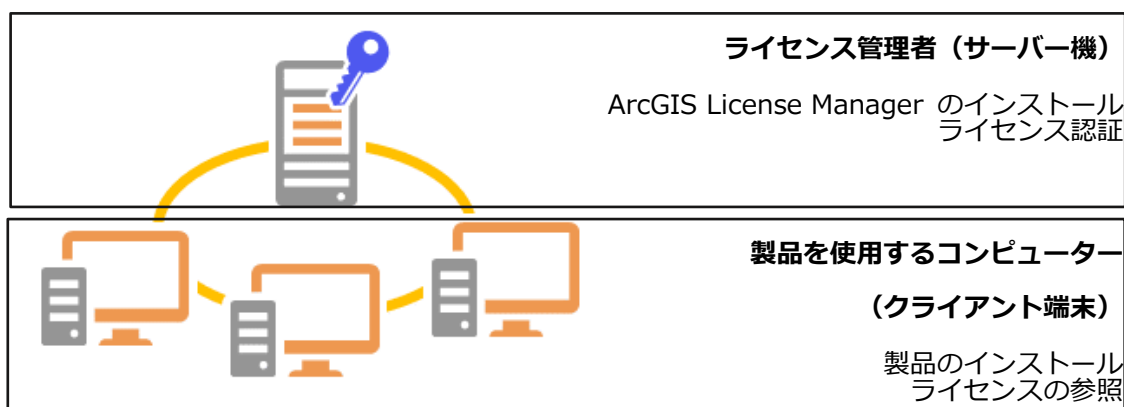 ライセンス管理者（サーバー機）
ArcGIS License Manager のインストール
ライセンス認証
製品を使用するコンピューター
（クライアント端末）
製品のインストール
ライセンスの参照